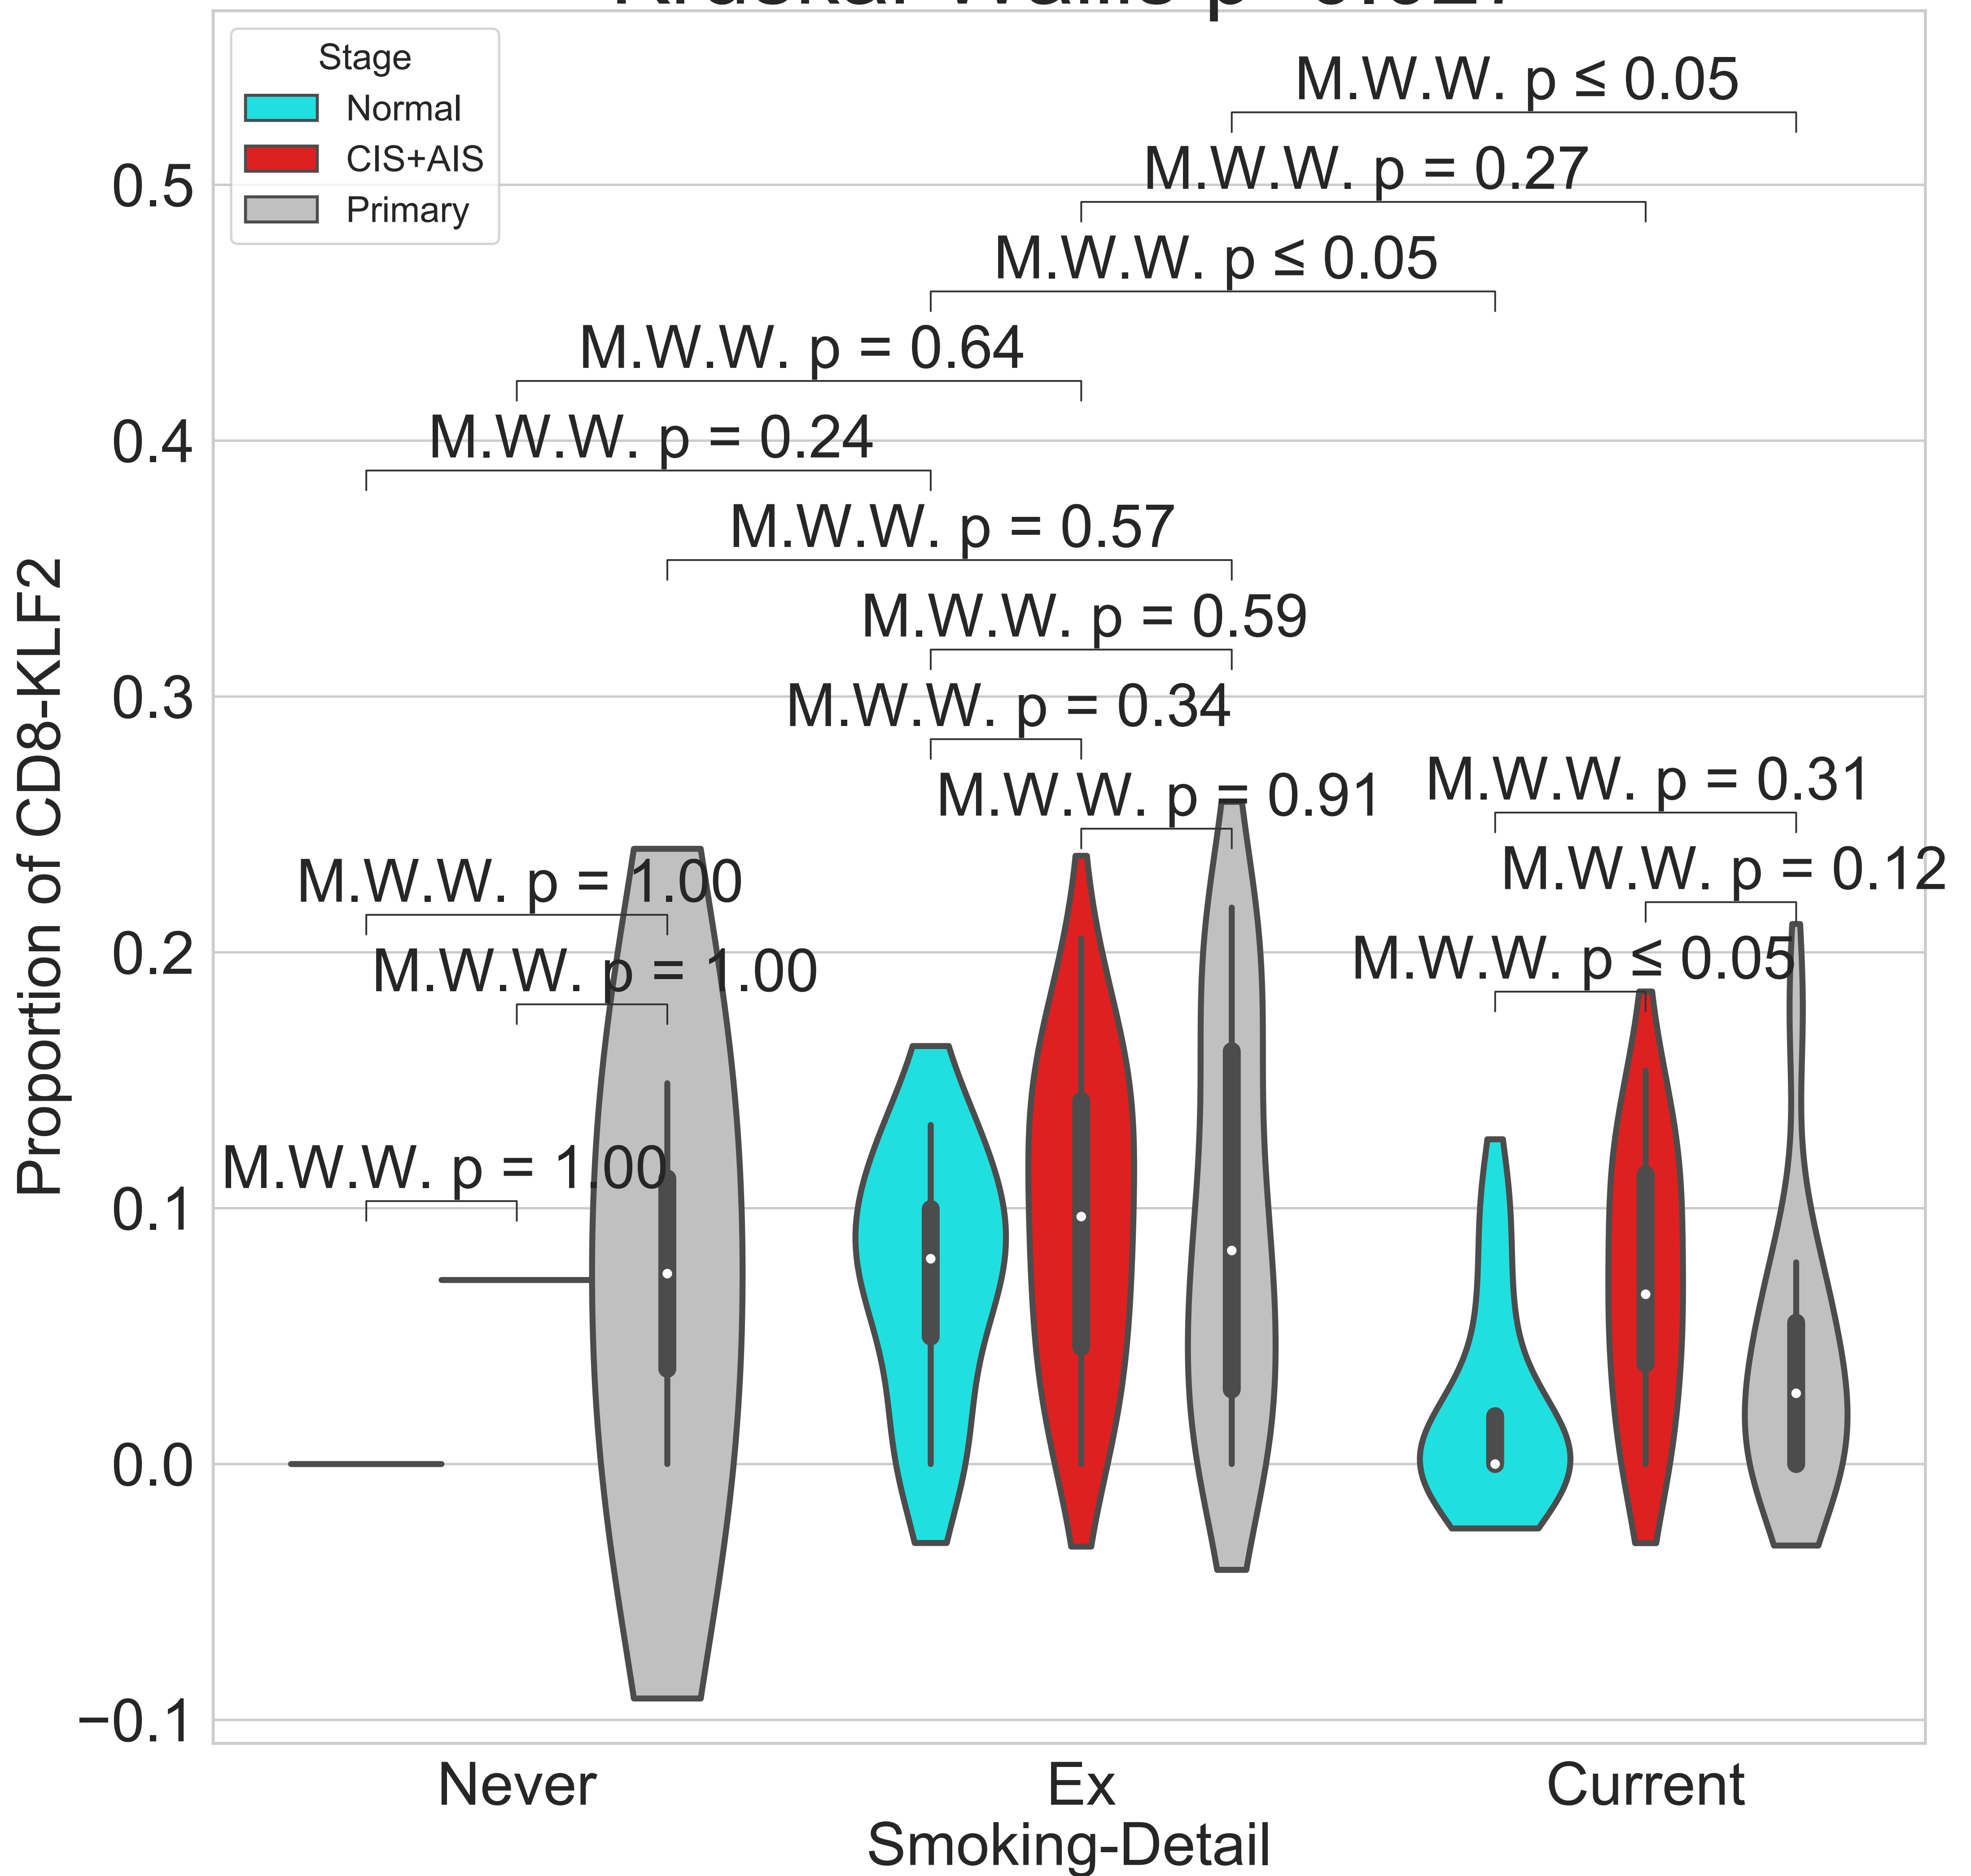 Stage
Normal
CIS+AIS
Primary
M.W.W. p ≤ 0.05
M.W.W. p = 0.27
M.W.W. p ≤ 0.05
M.W.W. p = 0.64
M.W.W. p = 0.24
M.W.W. p = 0.57
M.W.W. p = 0.59
M.W.W. p = 0.34
M.W.W. p = 0.91
M.W.W. p = 0.31
M.W.W. p = 1.00
M.W.W. p = 0.12
M.W.W. p = 1.00
M.W.W. p ≤ 0.05
M.W.W. p = 1.00
0.5
0.4
0.3
0.2
0.1
0.0
−0.1
Proportion of CD8-KLF2
Never
Ex
Current
Smoking-Detail